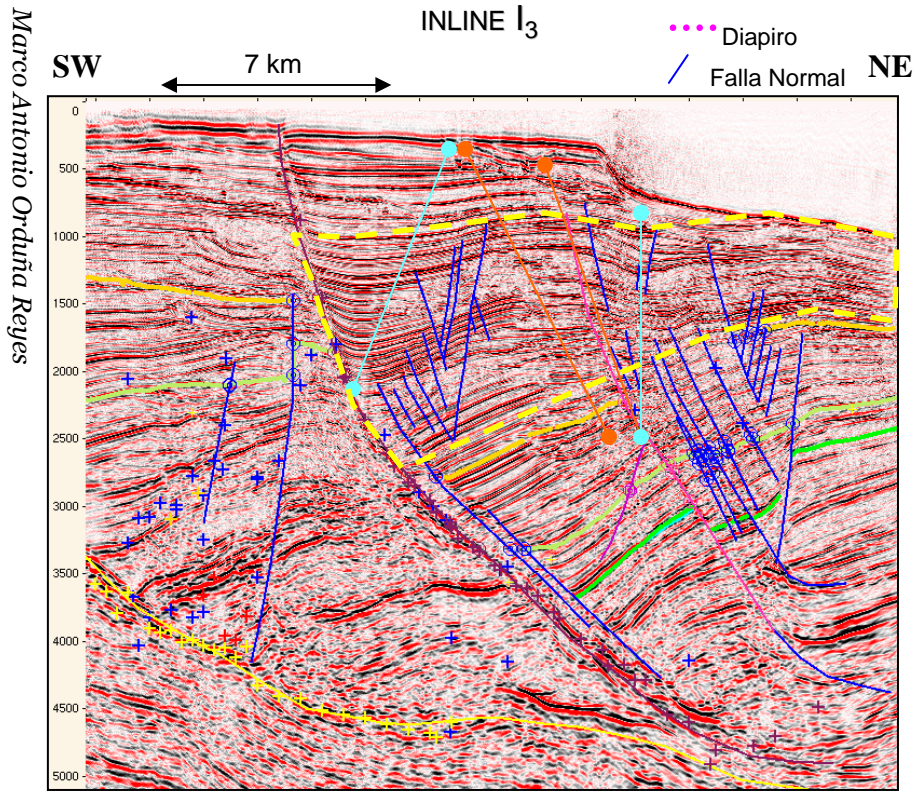 INLINE I₃
Diapiro
Falla Normal
SW
7 km
NE
Marco Antonio Orduña Reyes
0
500
1000
1500
2000
2500
3000
3500
4000
4500
5000